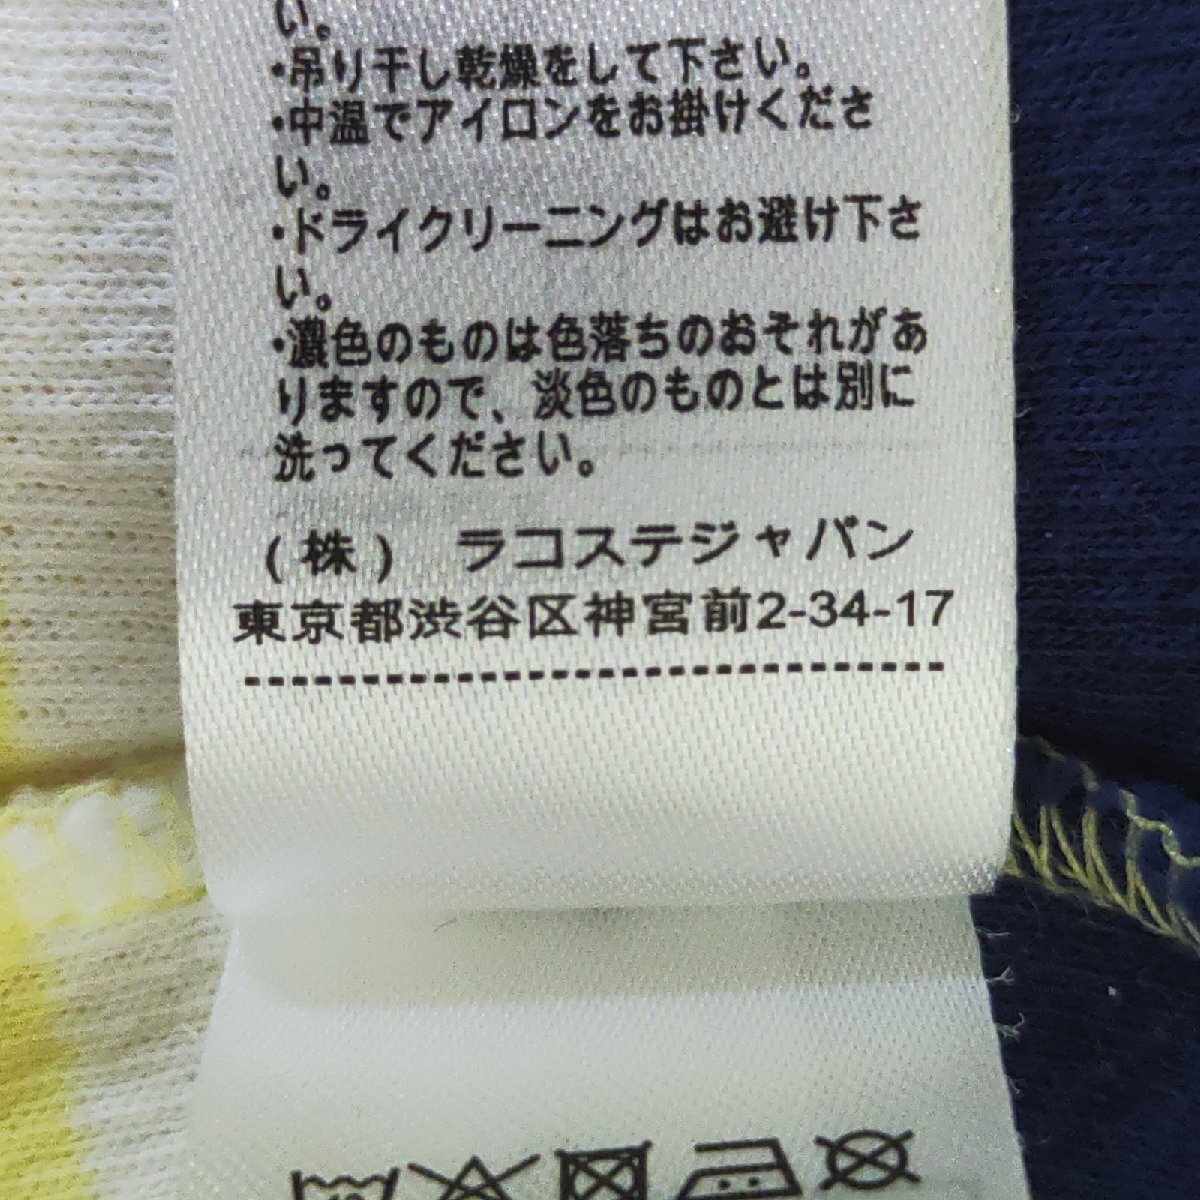 い。
・吊り干し乾燥をして下さい。
・中温でアイロンをお掛けくださ
い。
・ドライクリーニングはお避け下さ
い。
・濃色のものは色落ちのおそれがあ
りますので、淡色のものとは別に
洗ってください。
(株) ラコステジャパン
東京都渋谷区神宮前2-34-17
------------------------------